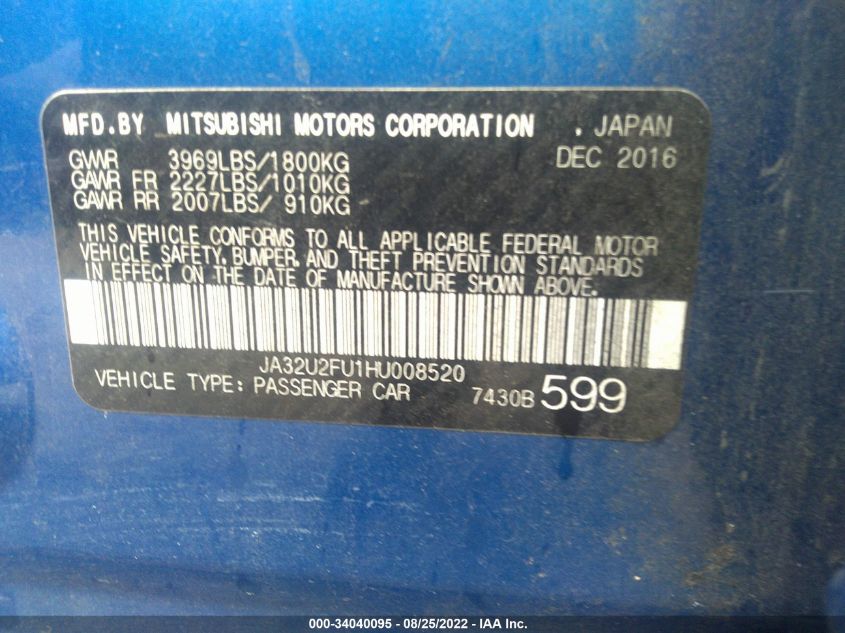 MFD.BY MITSUBISHI MOTORS CORPORATION . JAPAN
GVWR 3969LBS/1800KG DEC 2016
GAWR FR 2227LBS/1010KG
GAWR RR 2007LBS/ 910KG
THIS VEHICLE CONFORMS TO ALL APPLICABLE FEDERAL MOTOR
VEHICLE SAFETY, BUMPER, AND THEFT PREVENTION STANDARDS
IN EFFECT ON THE DATE OF MANUFACTURE SHOWN ABOVE.
JA32U2FU1HU008520
VEHICLE TYPE: PASSENGER CAR 7430B 599
000-34040095 - 08/25/2022 - IAA Inc.